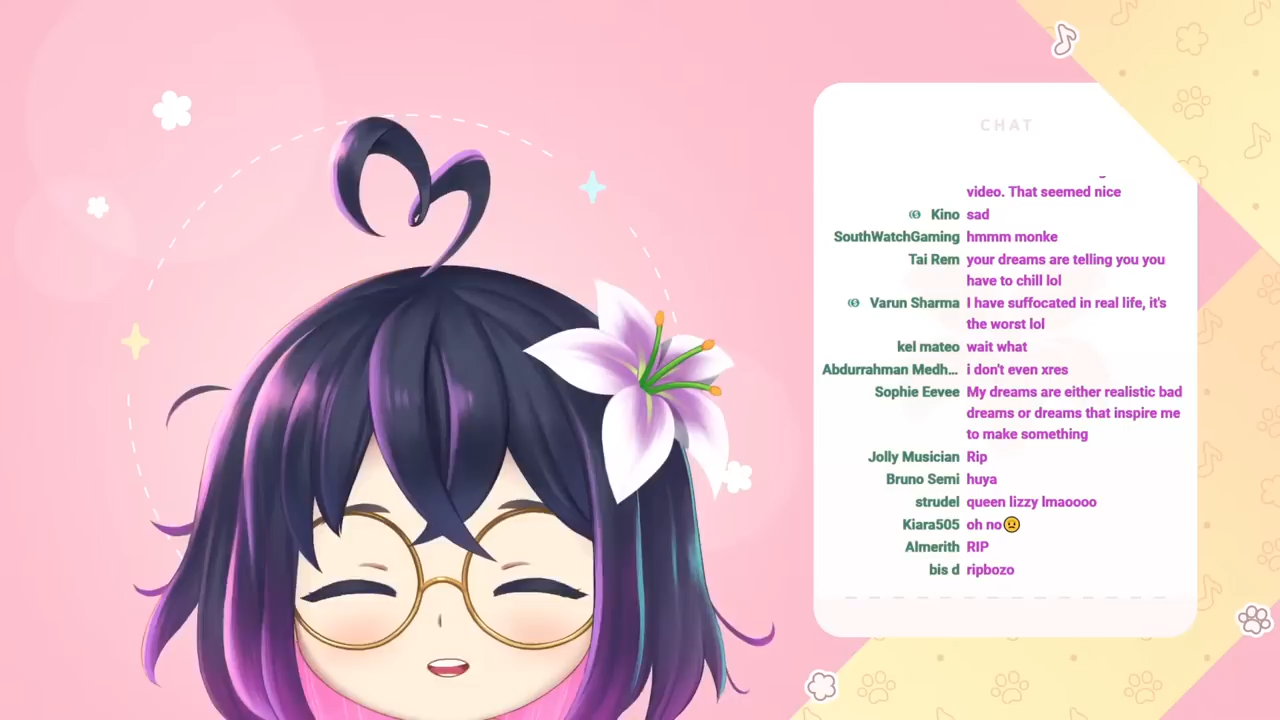 CHAT
video. That seemed nice
Kino sad
SouthWatchGaming hmmm monke
Tai Rem your dreams are telling you you
have to chill lol
Varun Sharma I have suffocated in real life, it's
the worst lol
kel mateo wait what
Abdurrahman Medh... i don't even xres
Sophie Eevee My dreams are either realistic bad
dreams or dreams that inspire me
to make something
Jolly Musician Rip
Bruno Semi huya
strudel queen lizzy lmaoooo
Kiara505 oh no😟
Almerith RIP
bis d ripbozo